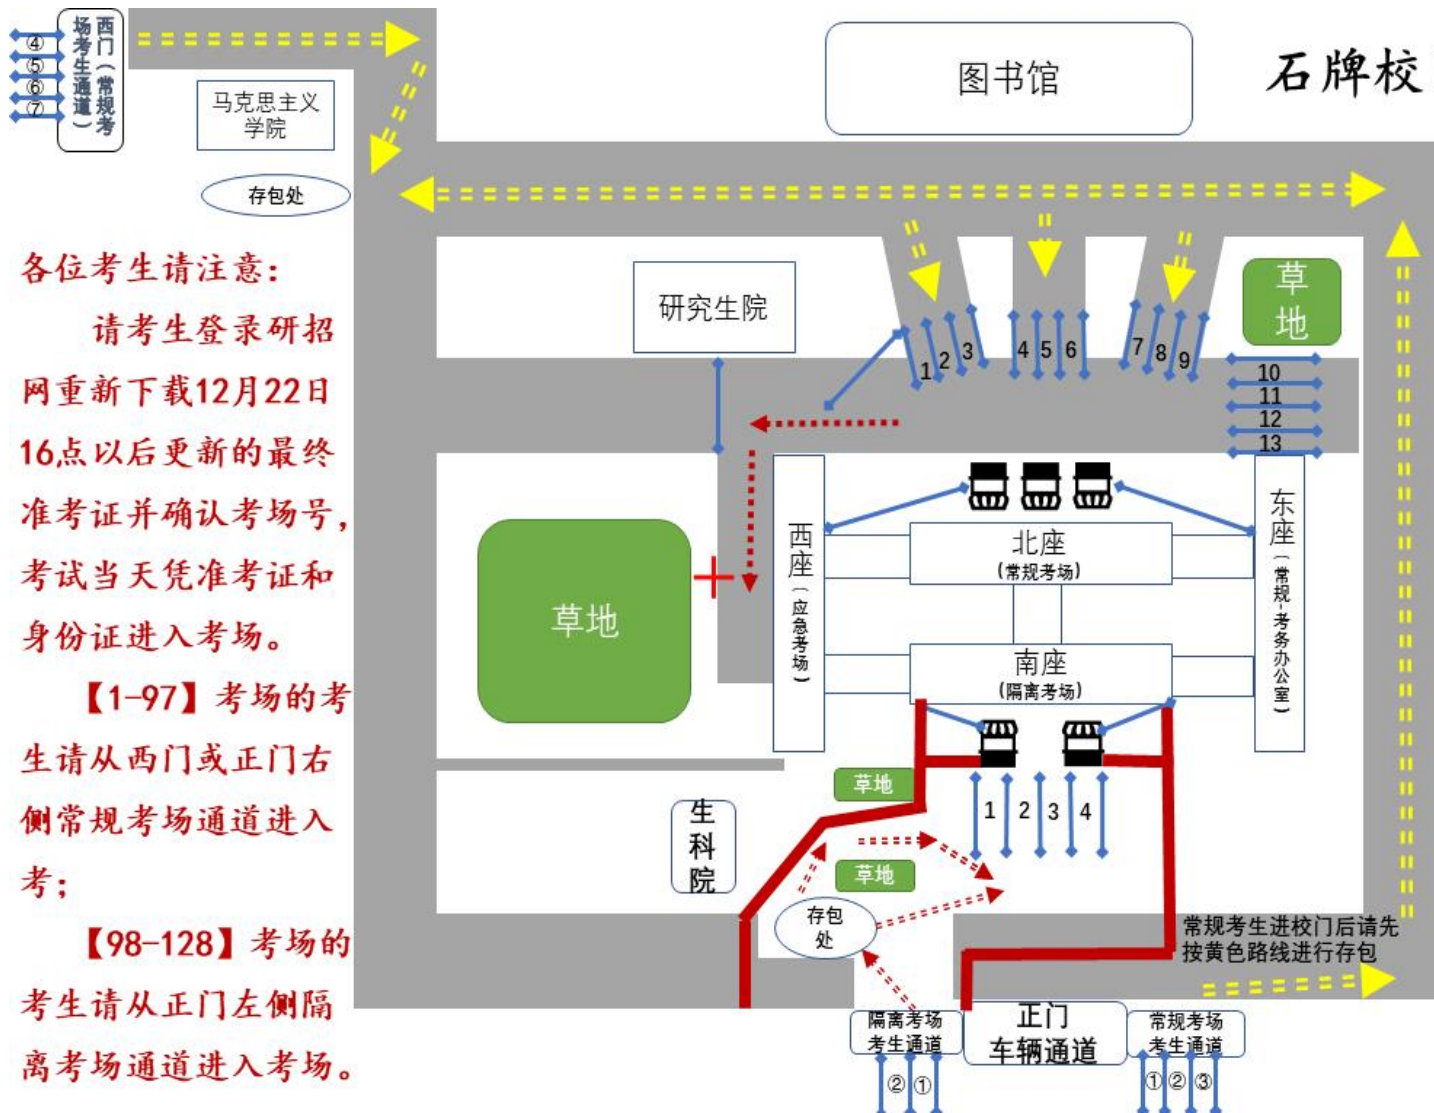 西门（常规考
场考生通道）
④
⑤
⑥
⑦
马克思主义
学院
存包处
图书馆
石牌校
各位考生请注意：
请考生登录研招
网重新下载12月22日
16点以后更新的最终
准考证并确认考场号，
考试当天凭准考证和
身份证进入考场。
【1-97】考场的考
生请从西门或正门右
侧常规考场通道进入
考；
【98-128】考场的
考生请从正门左侧隔
离考场通道进入考场。
研究生院
草
地
1
2
3
4
5
6
7
8
9
10
11
12
13
草地
西座（应急考场）
北座
（常规考场）
南座
（隔离考场）
东座（常规-考务办公室）
草地
生
科
院
1
2
3
4
草地
存包
处
常规考生进校门后请先
按黄色路线进行存包
隔离考场
考生通道
②
①
正门
车辆通道
常规考场
考生通道
①
②
③